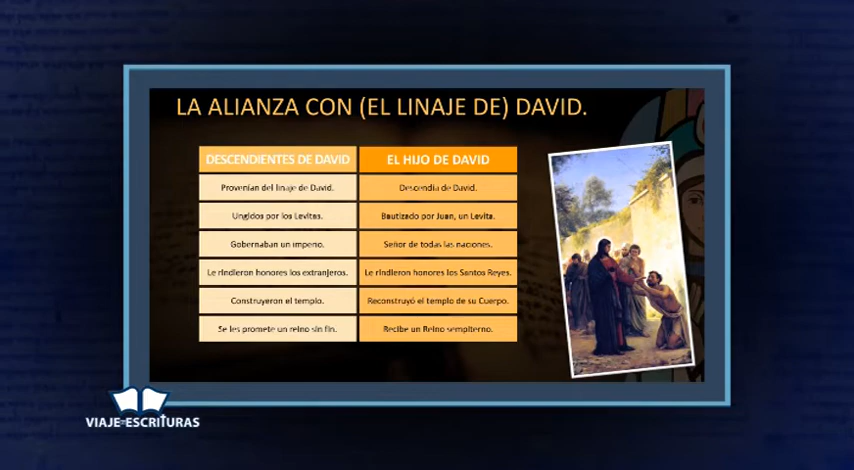 LA ALIANZA CON (EL LINAJE DE) DAVID.
DESCENDIENTES DE DAVID EL HIJO DE DAVID
Provenían del linaje de David. Descendía de David.
Ungidos por los Levitas. Bautizado por Juan, un Levita.
Gobernaban un imperio. Señor de todas las naciones.
Le rindieron honores los extranjeros. Le rindieron honores los Santos Reyes.
Construyeron el templo. Reconstruyó el templo de su Cuerpo.
Se les promete un reino sin fin. Recibe un Reino sempiterno.
VIAJE ESCRITURAS